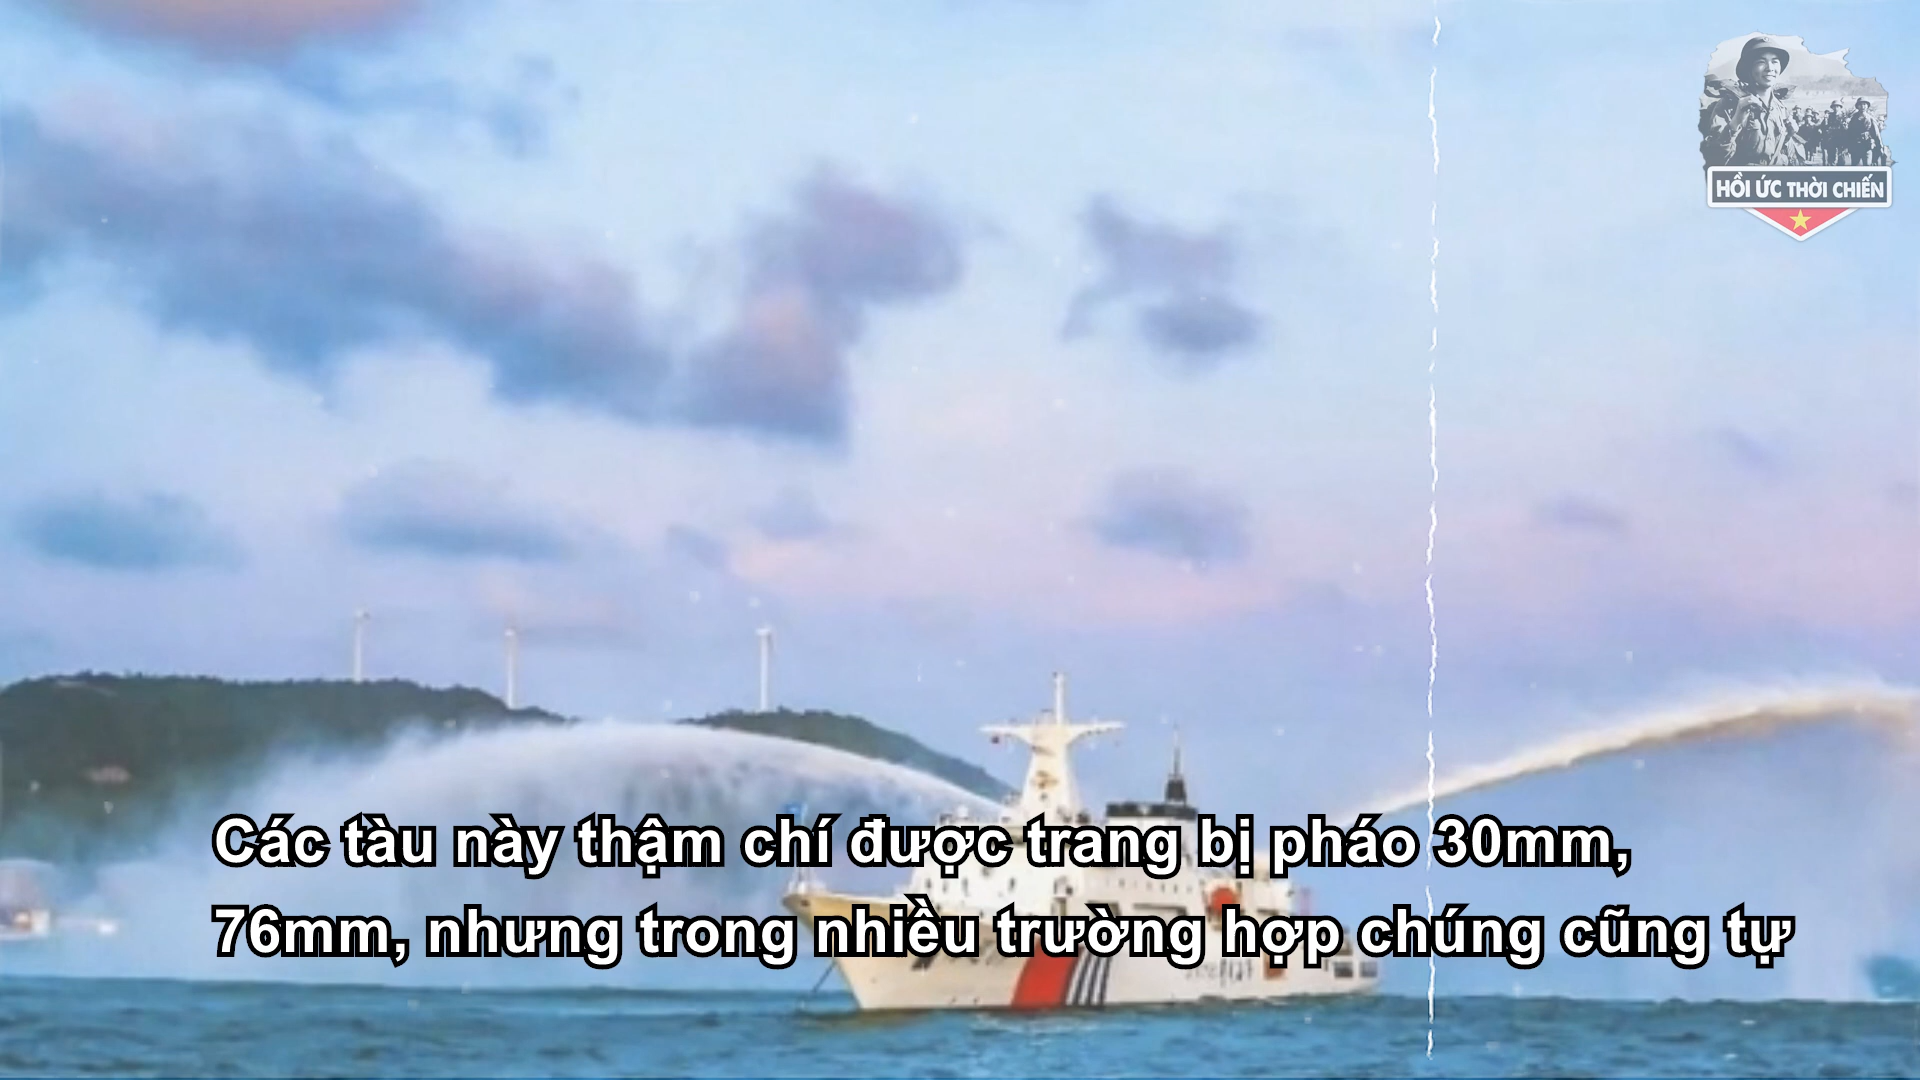 HỒI ỨC THỜI CHIẾN
Các tàu này thậm chí được trang bị pháo 30mm,
76mm, nhưng trong nhiều trường hợp chúng cũng tự